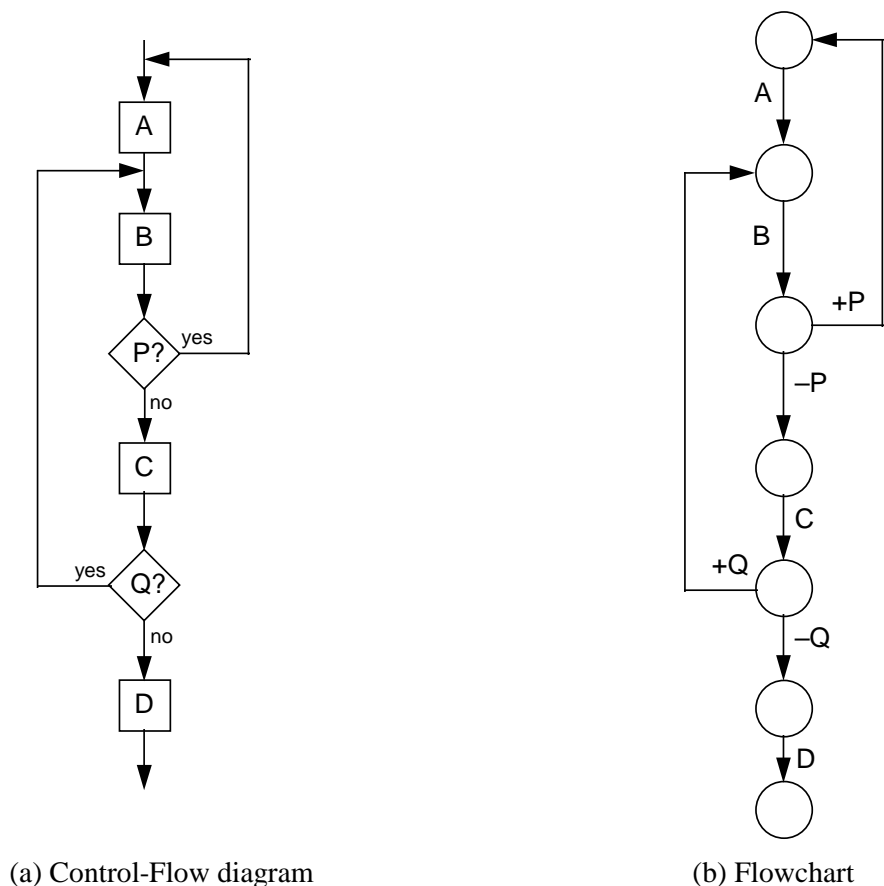 A
B
P?
yes
no
C
yes
Q?
no
D
(a) Control-Flow diagram
A
B
+P
–P
C
+Q
–Q
D
(b) Flowchart